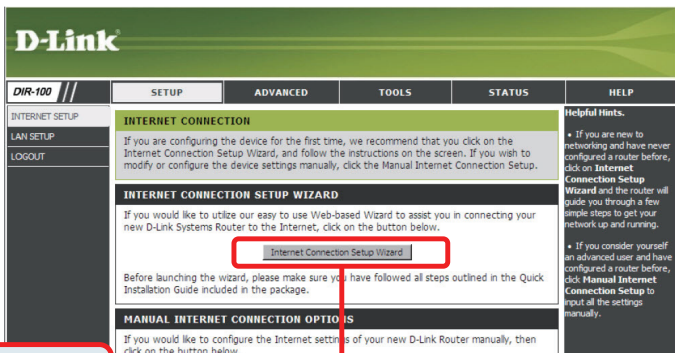 D-Link
DIR-100
SETUP
ADVANCED
TOOLS
STATUS
HELP
INTERNET SETUP
LAN SETUP
LOGOUT
INTERNET CONNECTION
If you are configuring the device for the first time, we recommend that you click on the
Internet Connection Setup Wizard, and follow the instructions on the screen. If you wish to
modify or configure the device settings manually, click the Manual Internet Connection Setup.
INTERNET CONNECTION SETUP WIZARD
If you would like to utilize our easy to use Web-based Wizard to assist you in connecting your
new D-Link Systems Router to the Internet, click on the button below.
Internet Connection Setup Wizard
Before launching the wizard, please make sure you have followed all steps outlined in the Quick
Installation Guide included in the package.
MANUAL INTERNET CONNECTION OPTIONS
If you would like to configure the Internet settings of your new D-Link Router manually, then
click on the button below.
Helpful Hints.
• If you are new to
networking and have never
configured a router before,
click on Internet
Connection Setup
Wizard and the router will
guide you through a few
simple steps to get your
network up and running.
• If you consider yourself
an advanced user and have
configured a router before,
click Manual Internet
Connection Setup to
input all the settings
manually.